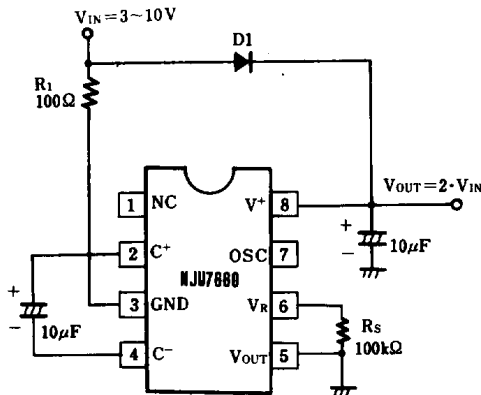 VIN=3~10V
D1
R1
100Ω
VOUT=2·VIN
1 NC V+ 8
+
10μF
−
2 C+ OSC 7
NJU7660
+
10μF
−
3 GND VR 6
RS
100kΩ
4 C− VOUT 5